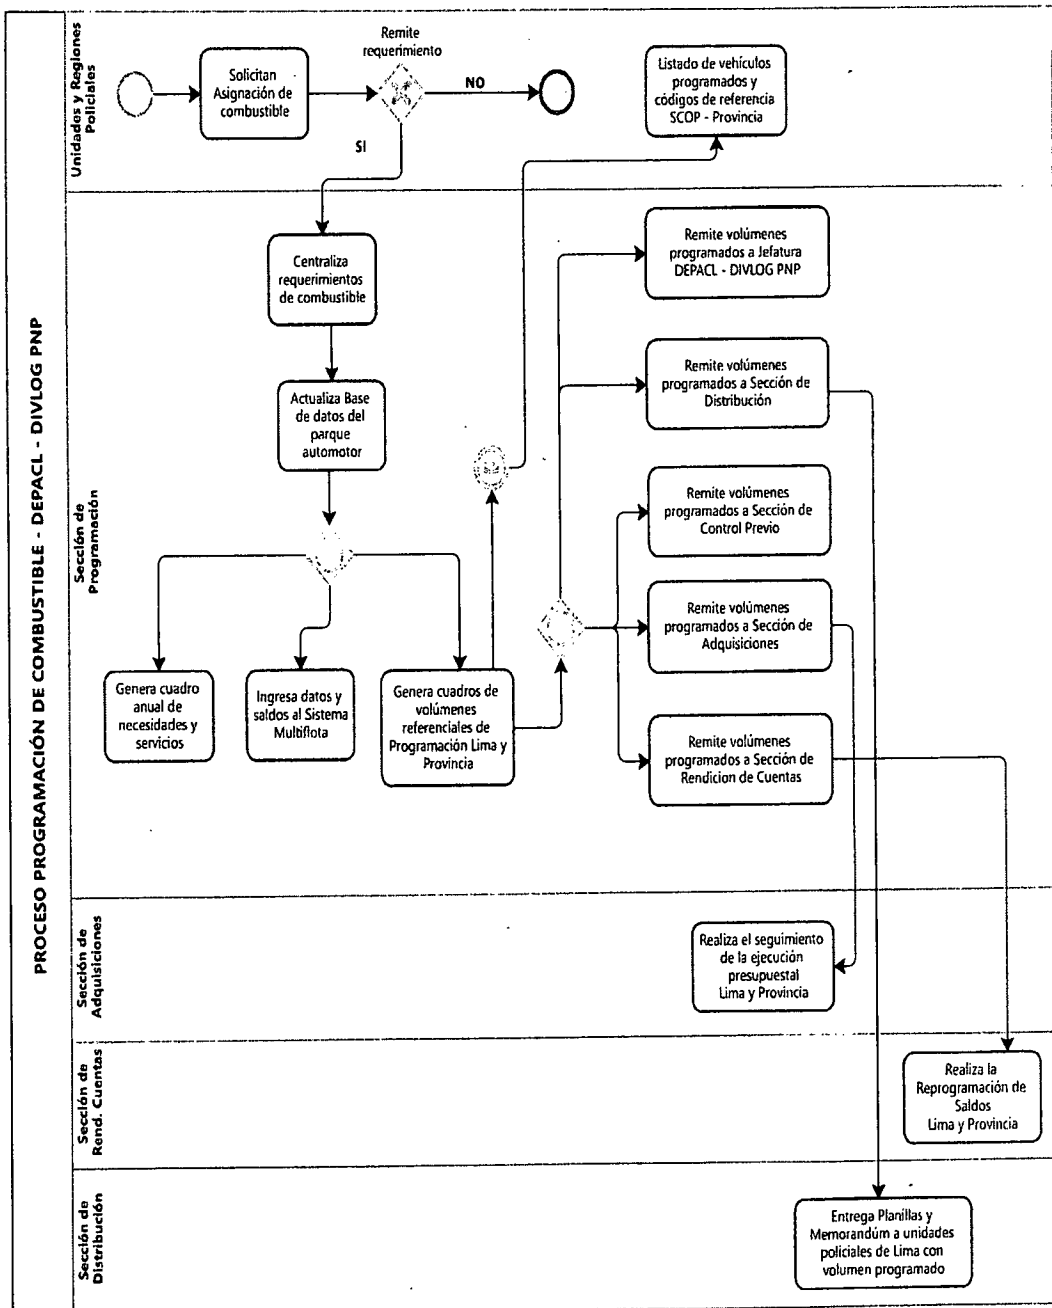 PROCESO PROGRAMACIÓN DE COMBUSTIBLE - DEPACL - DIVLOG PNP
Unidades y Regiones
Policiales
Solicitan
Asignación de
combustible
Remite
requerimiento
NO
SI
Listado de vehículos
programados y
códigos de referencia
SCOP - Provincia
Sección de
Programación
Centraliza
requerimientos
de combustible
Actualiza Base
de datos del
parque
automotor
Genera cuadro
anual de
necesidades y
servicios
Ingresa datos y
saldos al Sistema
Multiflota
Genera cuadros de
volúmenes
referenciales de
Programación Lima y
Provincia
Remite volúmenes
programados a Jefatura
DEPACL - DIVLOG PNP
Remite volúmenes
programados a Sección de
Distribución
Remite volúmenes
programados a Sección de
Control Previo
Remite volúmenes
programados a Sección de
Adquisiciones
Remite volúmenes
programados a Sección de
Rendicion de Cuentas
Sección de
Adquisiciones
Realiza el seguimiento
de la ejecución
presupuestal
Lima y Provincia
Sección de
Rend. Cuentas
Realiza la
Reprogramación de
Saldos
Lima y Provincia
Sección de
Distribución
Entrega Planillas y
Memorandúm a unidades
policiales de Lima con
volumen programado